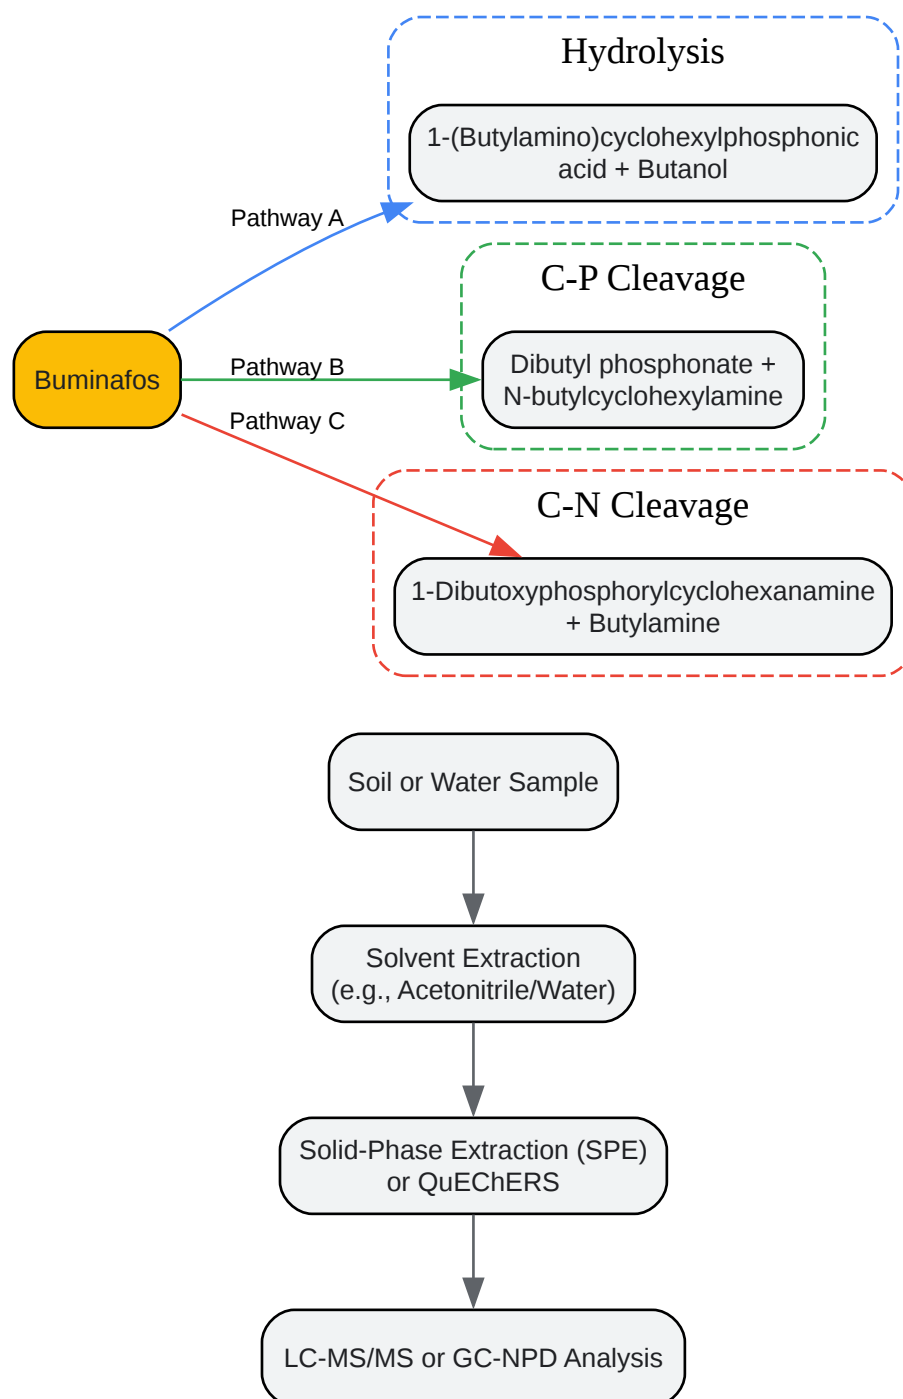 Hydrolysis
1-(Butylamino)cyclohexylphosphonic
acid + Butanol
Pathway A
C-P Cleavage
Buminafos
Pathway B
Dibutyl phosphonate +
N-butylcyclohexylamine
Pathway C
C-N Cleavage
1-Dibutoxyphosphorylcyclohexanamine
+ Butylamine
Soil or Water Sample
Solvent Extraction
(e.g., Acetonitrile/Water)
Solid-Phase Extraction (SPE)
or QuEChERS
LC-MS/MS or GC-NPD Analysis